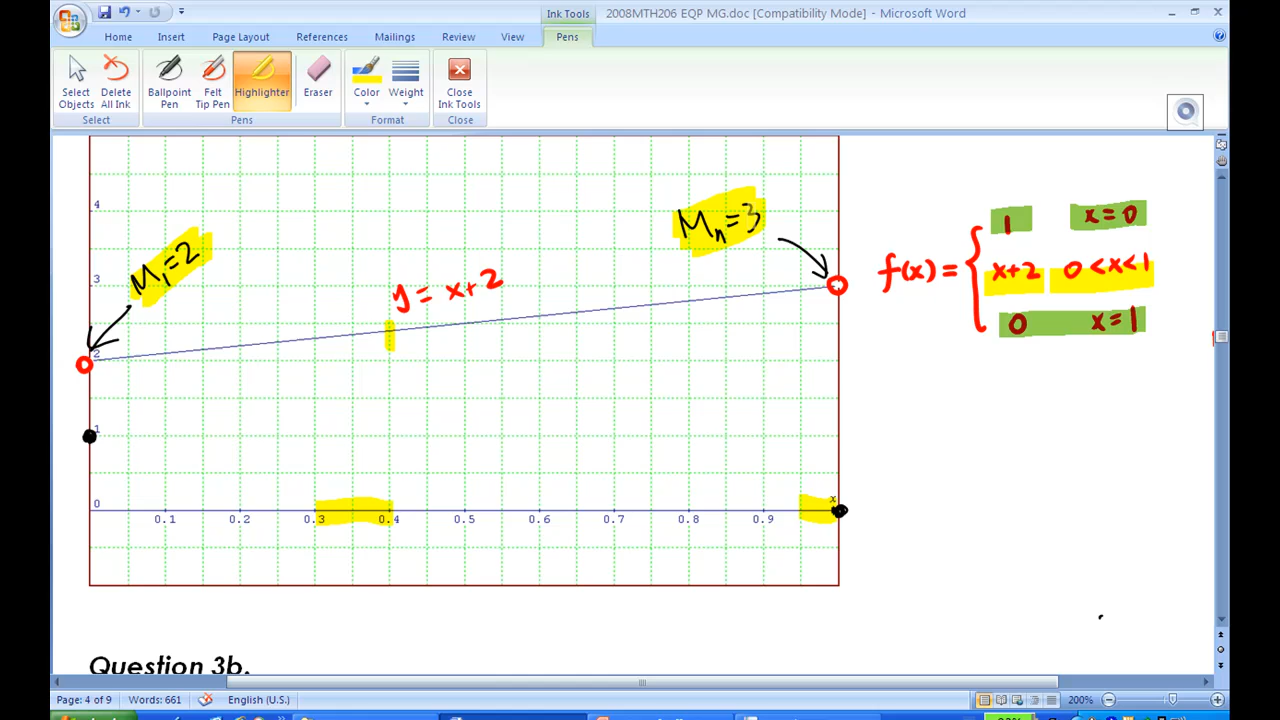 Ink Tools
2008MTH206 EQP MG.doc [Compatibility Mode] - Microsoft Word
Home Insert Page Layout References Mailings Review View Pens
Select Objects
Delete All Ink
Ballpoint Pen
Felt Tip Pen
Highlighter
Eraser
Color
Weight
Close Ink Tools
Select Pens Format Close
4
3
2
1
0
M₁=2
Mₙ=3
y = x+2
f(x) = {
1 x=0
x+2 0<x<1
0 x=1
x
0.1 0.2 0.3 0.4 0.5 0.6 0.7 0.8 0.9
Question 3b.
Page: 4 of 9 Words: 661 English (U.S.) 200%